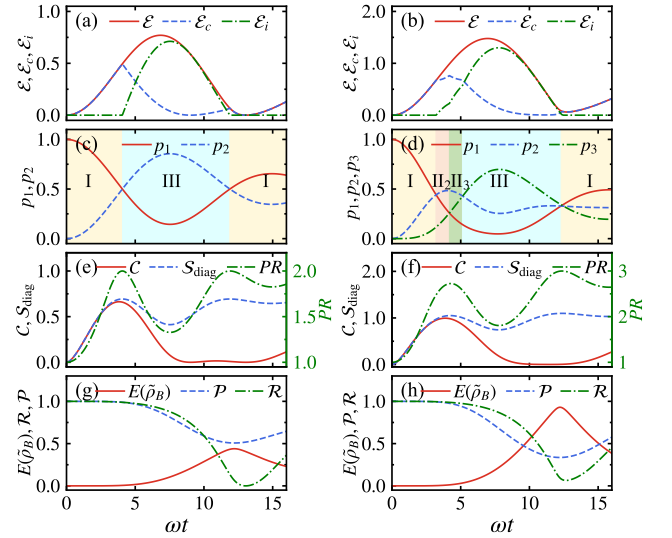 (a) ℰ ℰ_c ℰ_i
ℰ, ℰ_c, ℰ_i
1.0
0.5
0.0
(b) ℰ ℰ_c ℰ_i
ℰ, ℰ_c, ℰ_i
2.0
1.0
0.0
(c) p_1 p_2
p_1, p_2
1.0
0.5
0.0
I III I
(d) p_1 p_2 p_3
p_1, p_2, p_3
1.0
0.5
0.0
I II_2 II_3 III I
(e) 𝒞 𝒮_diag PR
𝒞, 𝒮_diag
1.0
0.5
0.0
2.0
1.5
1.0
PR
(f) 𝒞 𝒮_diag PR
𝒞, 𝒮_diag
2.0
1.0
0.0
3
2
1
PR
(g) E(ρ̃_B) 𝒫 ℛ
E(ρ̃_B), ℛ, 𝒫
1.0
0.5
0.0
0 5 10 15
ωt
(h) E(ρ̃_B) 𝒫 ℛ
E(ρ̃_B), 𝒫, ℛ
1.0
0.5
0.0
0 5 10 15
ωt